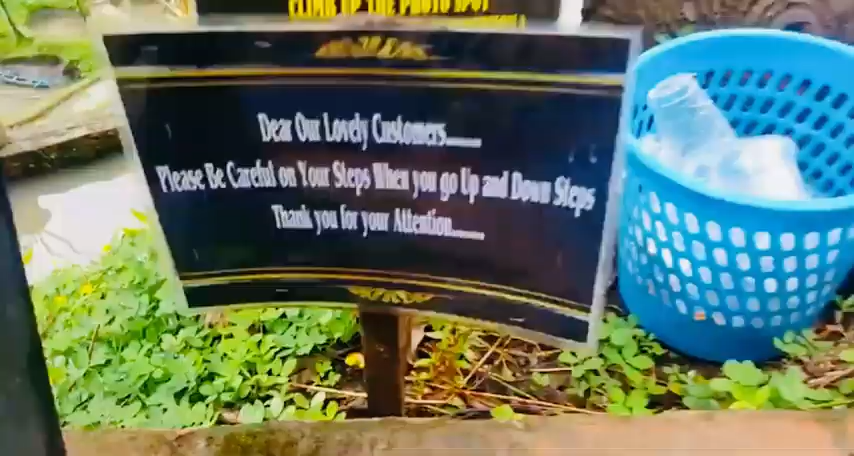 CLIMB UP THE PHOTO SPOT
Dear Our Lovely Customers......
Please Be Careful on Your Steps When you go Up and Down Steps
Thank you for your Attention......